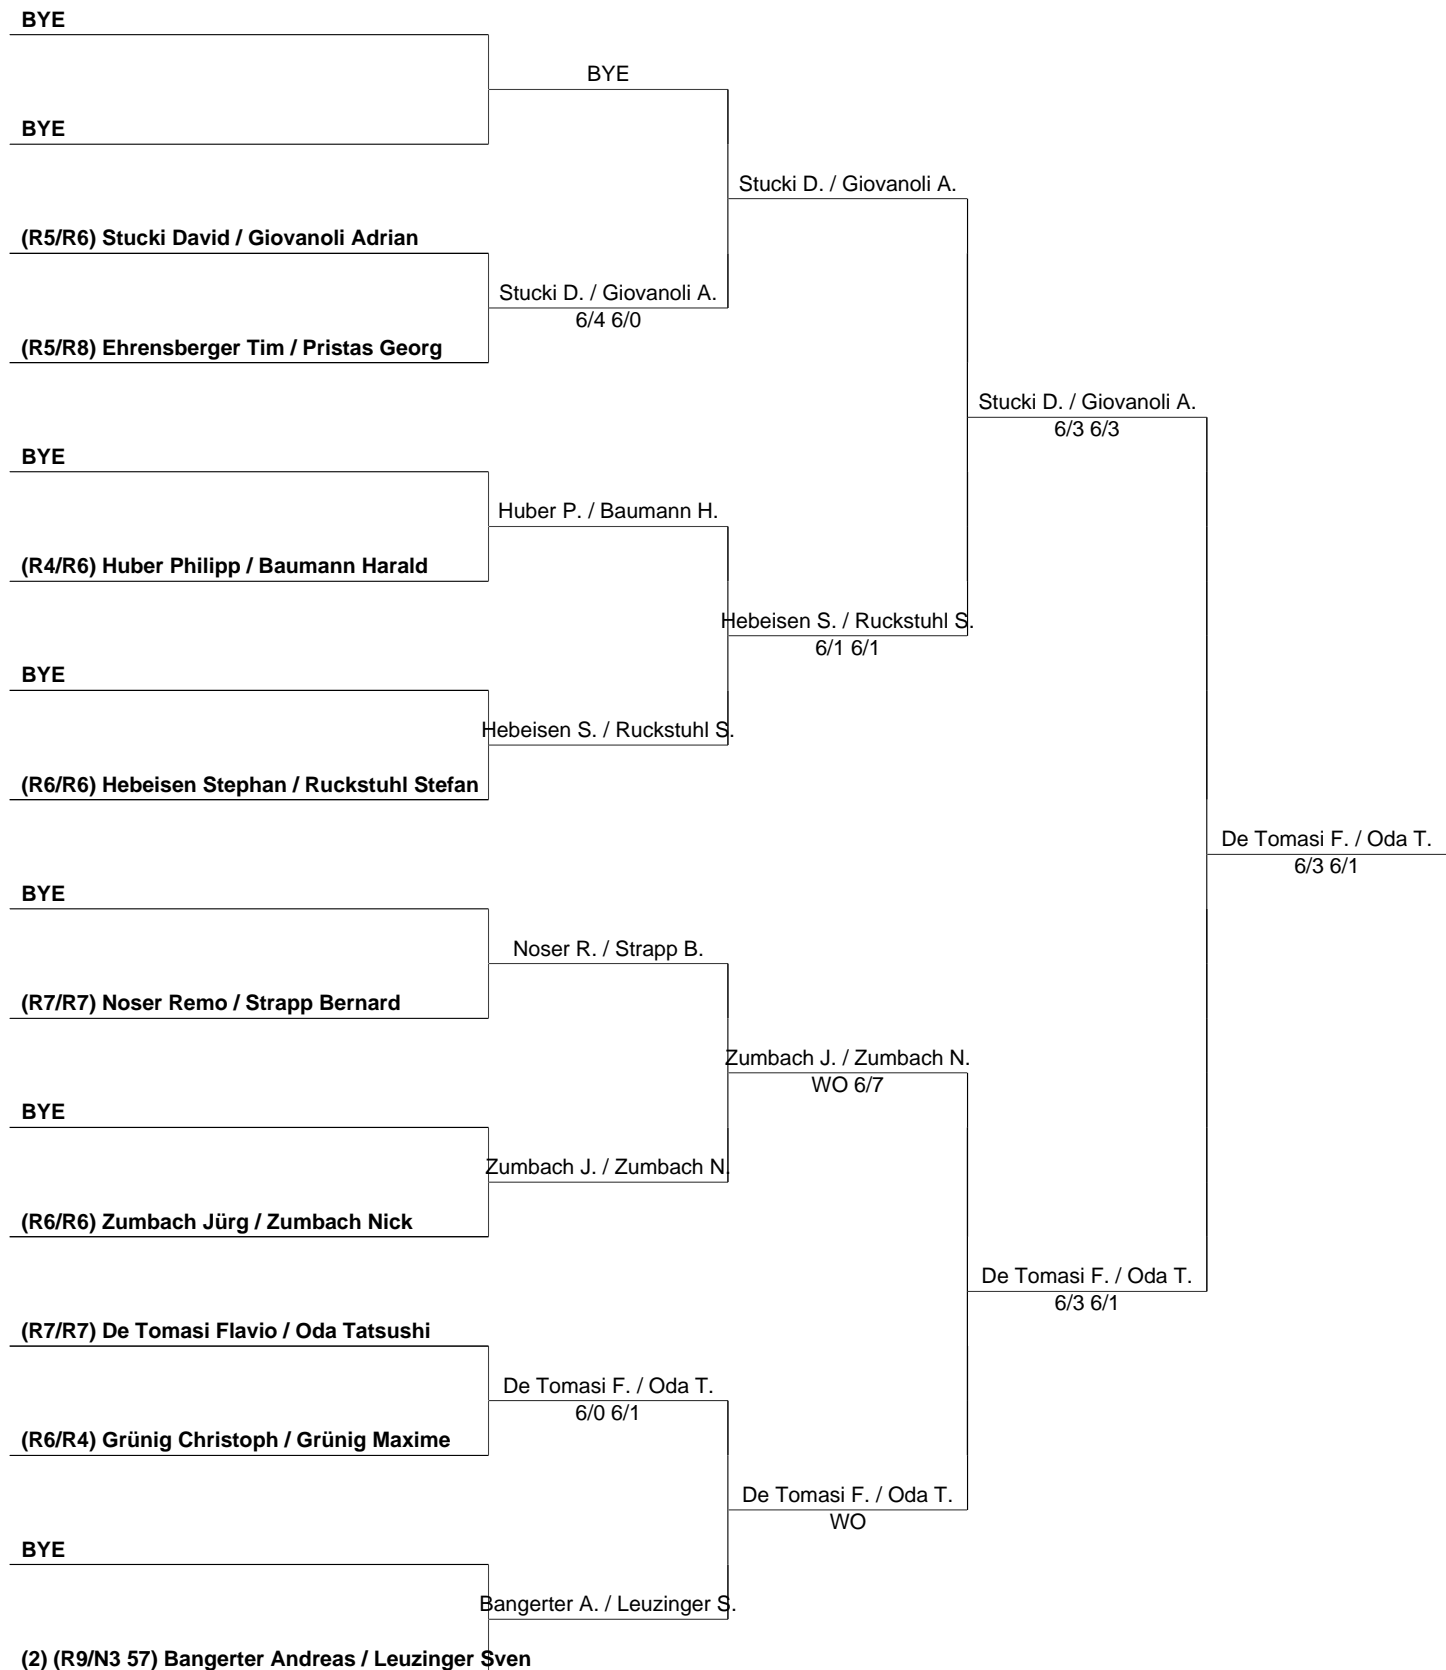 BYE
BYE
BYE
Stucki D. / Giovanoli A.
(R5/R6) Stucki David / Giovanoli Adrian
Stucki D. / Giovanoli A.
6/4 6/0
(R5/R8) Ehrensberger Tim / Pristas Georg
Stucki D. / Giovanoli A.
6/3 6/3
BYE
Huber P. / Baumann H.
(R4/R6) Huber Philipp / Baumann Harald
Hebeisen S. / Ruckstuhl S.
6/1 6/1
BYE
Hebeisen S. / Ruckstuhl S.
(R6/R6) Hebeisen Stephan / Ruckstuhl Stefan
De Tomasi F. / Oda T.
6/3 6/1
BYE
Noser R. / Strapp B.
(R7/R7) Noser Remo / Strapp Bernard
Zumbach J. / Zumbach N.
WO 6/7
BYE
Zumbach J. / Zumbach N.
(R6/R6) Zumbach Jürg / Zumbach Nick
De Tomasi F. / Oda T.
6/3 6/1
(R7/R7) De Tomasi Flavio / Oda Tatsushi
De Tomasi F. / Oda T.
6/0 6/1
(R6/R4) Grünig Christoph / Grünig Maxime
De Tomasi F. / Oda T.
WO
BYE
Bangerter A. / Leuzinger S.
(2) (R9/N3 57) Bangerter Andreas / Leuzinger Sven